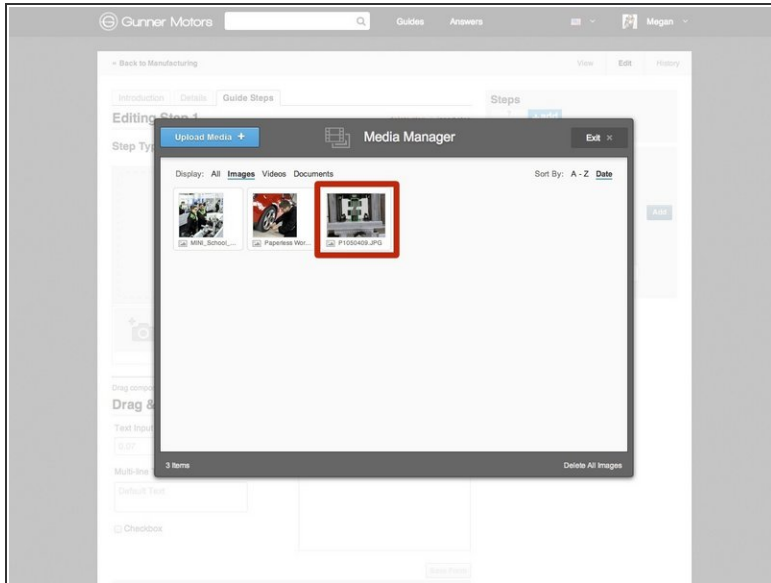 Gunner Motors
Guides
Answers
Megan
Back to Manufacturing
View
Edit
History
Introduction
Details
Guide Steps
Steps
Editing Step 1
Step Typ
Upload Media +
Media Manager
Exit ×
Add
Display: All Images Videos Documents
Sort By: A - Z Date
MINI_School_...
Paperless Wor...
P1050409.JPG
Drag compo
Drag &
Text Input
0.07
Multi-line
Default Text
Checkbox
3 Items
Delete All Images